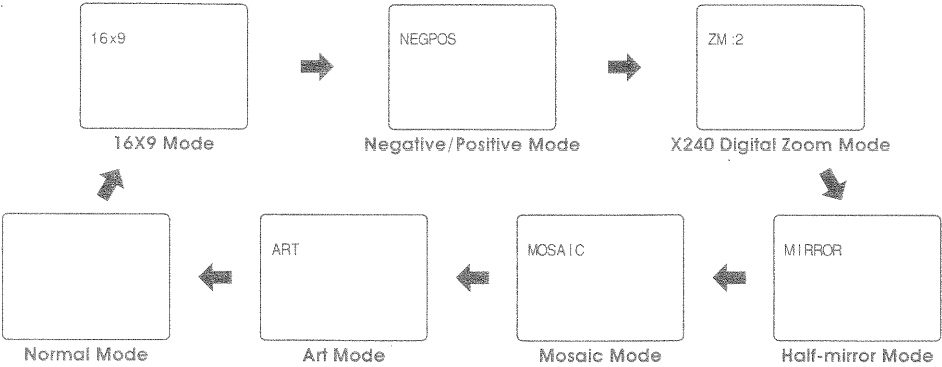 16x9
NEGPOS
ZM:2
16X9 Mode
Negative/Positive Mode
X240 Digital Zoom Mode
ART
MOSAIC
MIRROR
Normal Mode
Art Mode
Mosaic Mode
Half-mirror Mode